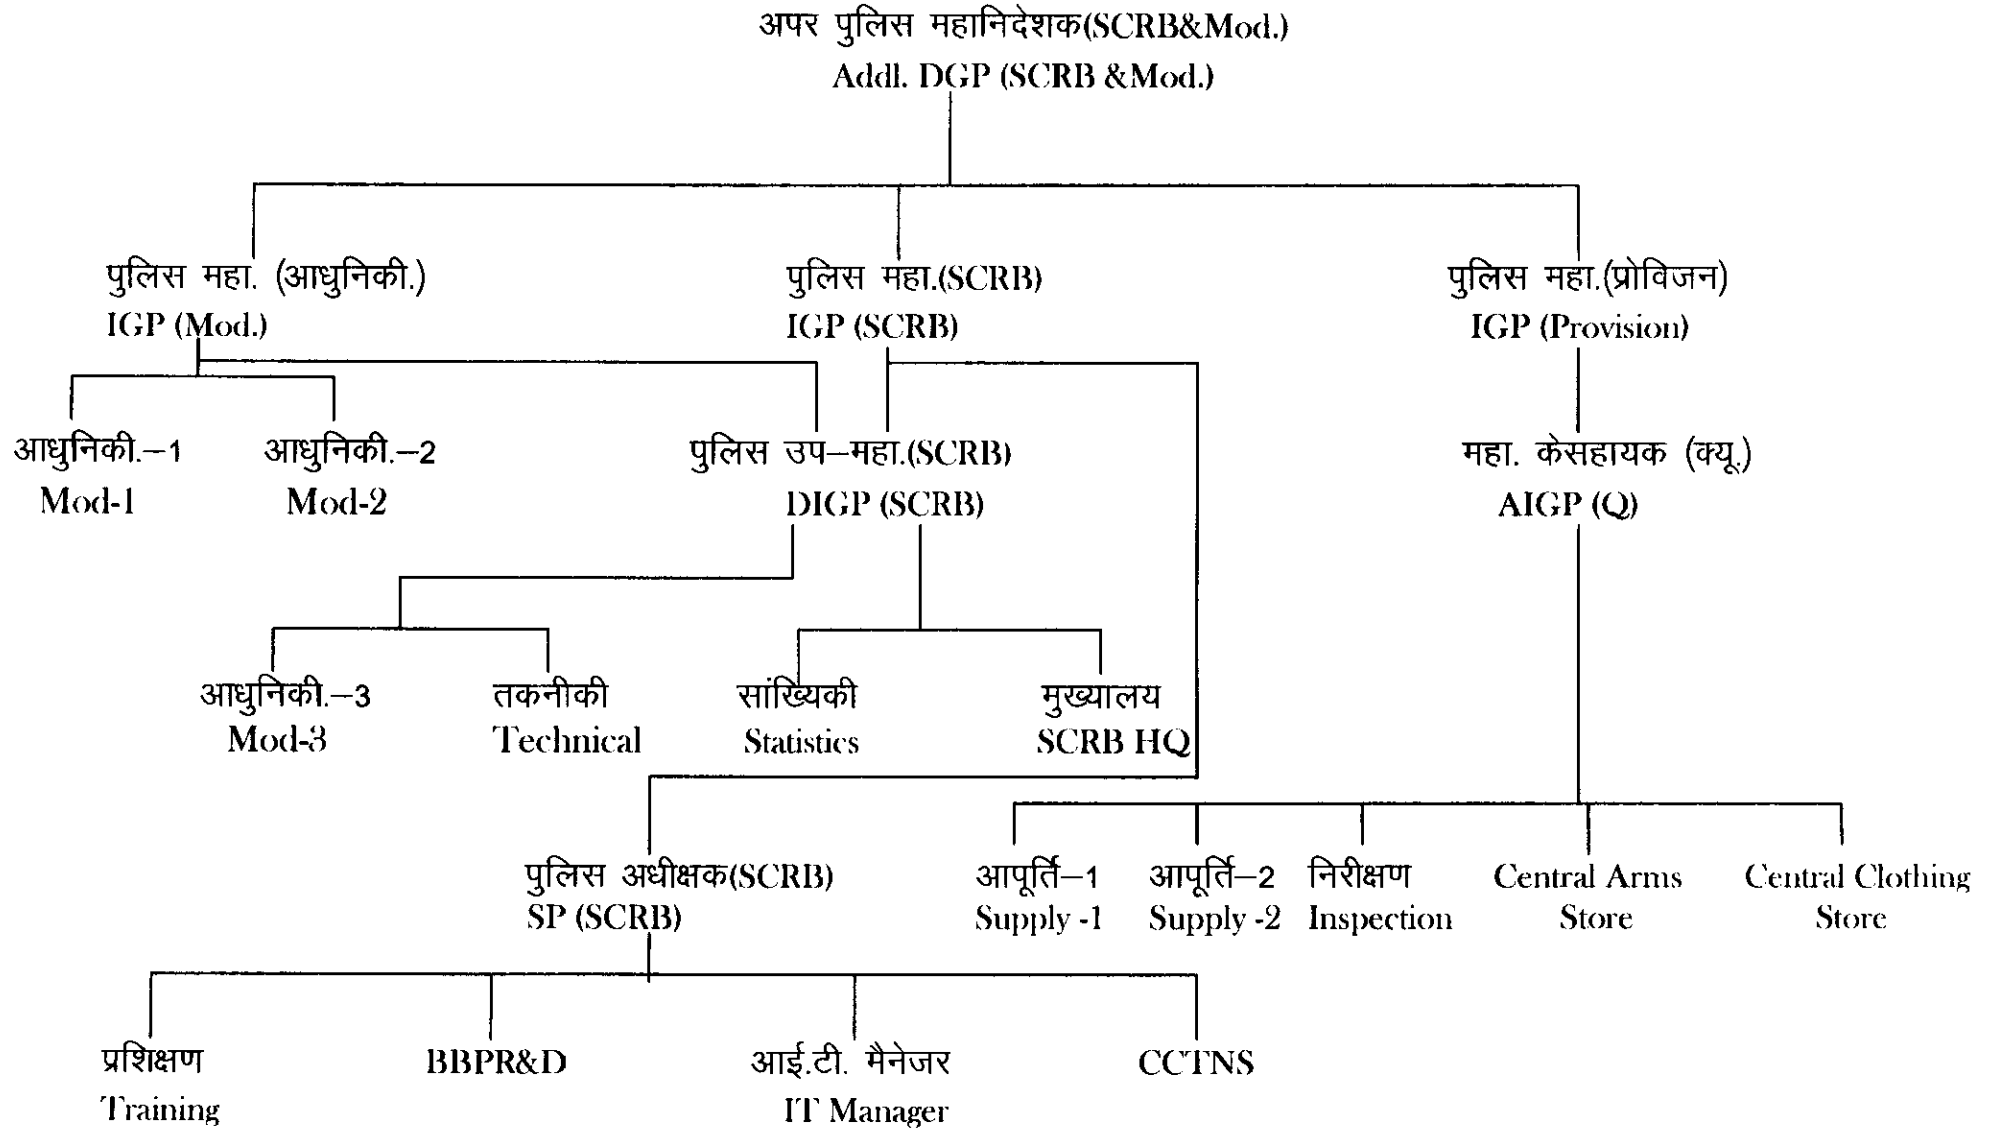 अपर पुलिस महानिदेशक(SCRB&Mod.)
Addl. DGP (SCRB &Mod.)
पुलिस महा. (आधुनिकी.)
IGP (Mod.)
पुलिस महा.(SCRB)
IGP (SCRB)
पुलिस महा.(प्रोविजन)
IGP (Provision)
आधुनिकी.–1
Mod-1
आधुनिकी.–2
Mod-2
पुलिस उप–महा.(SCRB)
DIGP (SCRB)
महा. केसहायक (क्यू.)
AIGP (Q)
आधुनिकी.–3
Mod-3
तकनीकी
Technical
सांख्यिकी
Statistics
मुख्यालय
SCRB HQ
पुलिस अधीक्षक(SCRB)
SP (SCRB)
आपूर्ति–1
Supply -1
आपूर्ति–2
Supply -2
निरीक्षण
Inspection
Central Arms
Store
Central Clothing
Store
प्रशिक्षण
Training
BBPR&D
आई.टी. मैनेजर
IT Manager
CCTNS